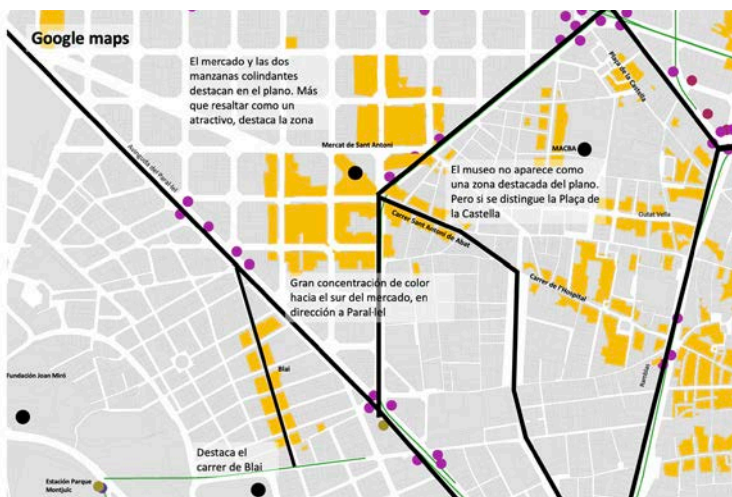 Google maps
El mercado y las dos
manzanas colindantes
destacan en el plano. Más
que resaltar como un
atractivo, destaca la zona
Plaça de la Castella
Mercat de Sant Antoni
MACBA
Avinguda del Paral·lel
El museo no aparece como
una zona destacada del plano.
Pero si se distingue la Plaça de
la Castella
Carrer Sant Antoni de Abat
Ciutat Vella
Gran concentración de color
hacia el sur del mercado, en
dirección a Paral·lel
Carrer de l'Hospital
Blai
Ramblas
Fundación Joan Miró
Destaca el
carrer de Blai
Estación Parque
Montjuïc